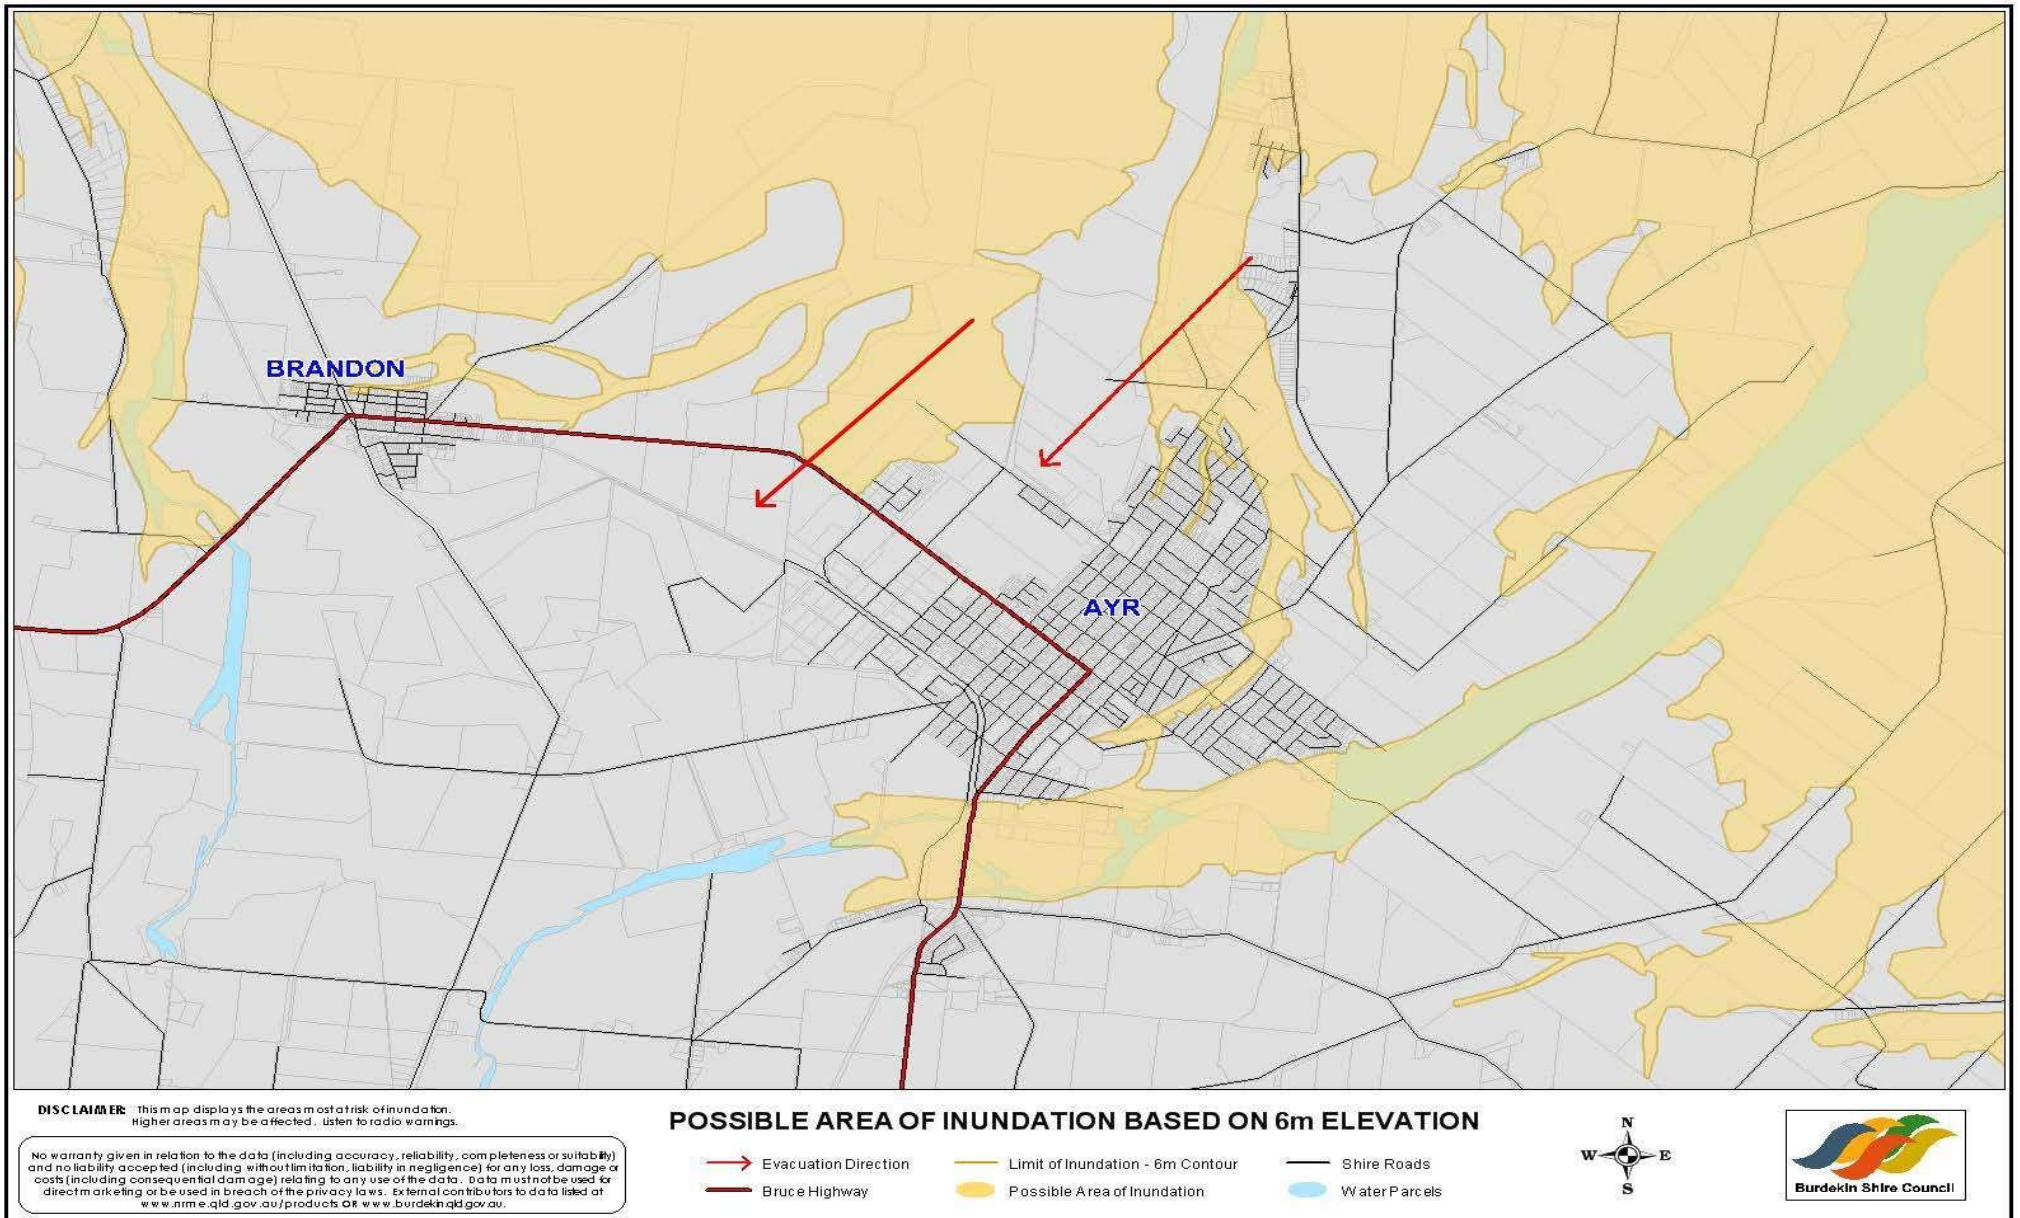 BRANDON
AYR
DISCLAIMER: This map displays the areas most at risk of inundation.
Higher areas may be affected. Listen to radio warnings.
No warranty given in relation to the data (including accuracy, reliability, completeness or suitability)
and no liability accepted (including without limitation, liability in negligence) for any loss, damage or
costs (including consequential damage) relating to any use of the data. Data must not be used for
direct marketing or be used in breach of the privacy laws. External contributors to data listed at
www.nrme.qld.gov.au/products OR www.burdekin.qld.gov.au.
POSSIBLE AREA OF INUNDATION BASED ON 6m ELEVATION
Evacuation Direction
Limit of Inundation - 6m Contour
Shire Roads
Bruce Highway
Possible Area of Inundation
Water Parcels
N
W E
S
Burdekin Shire Council